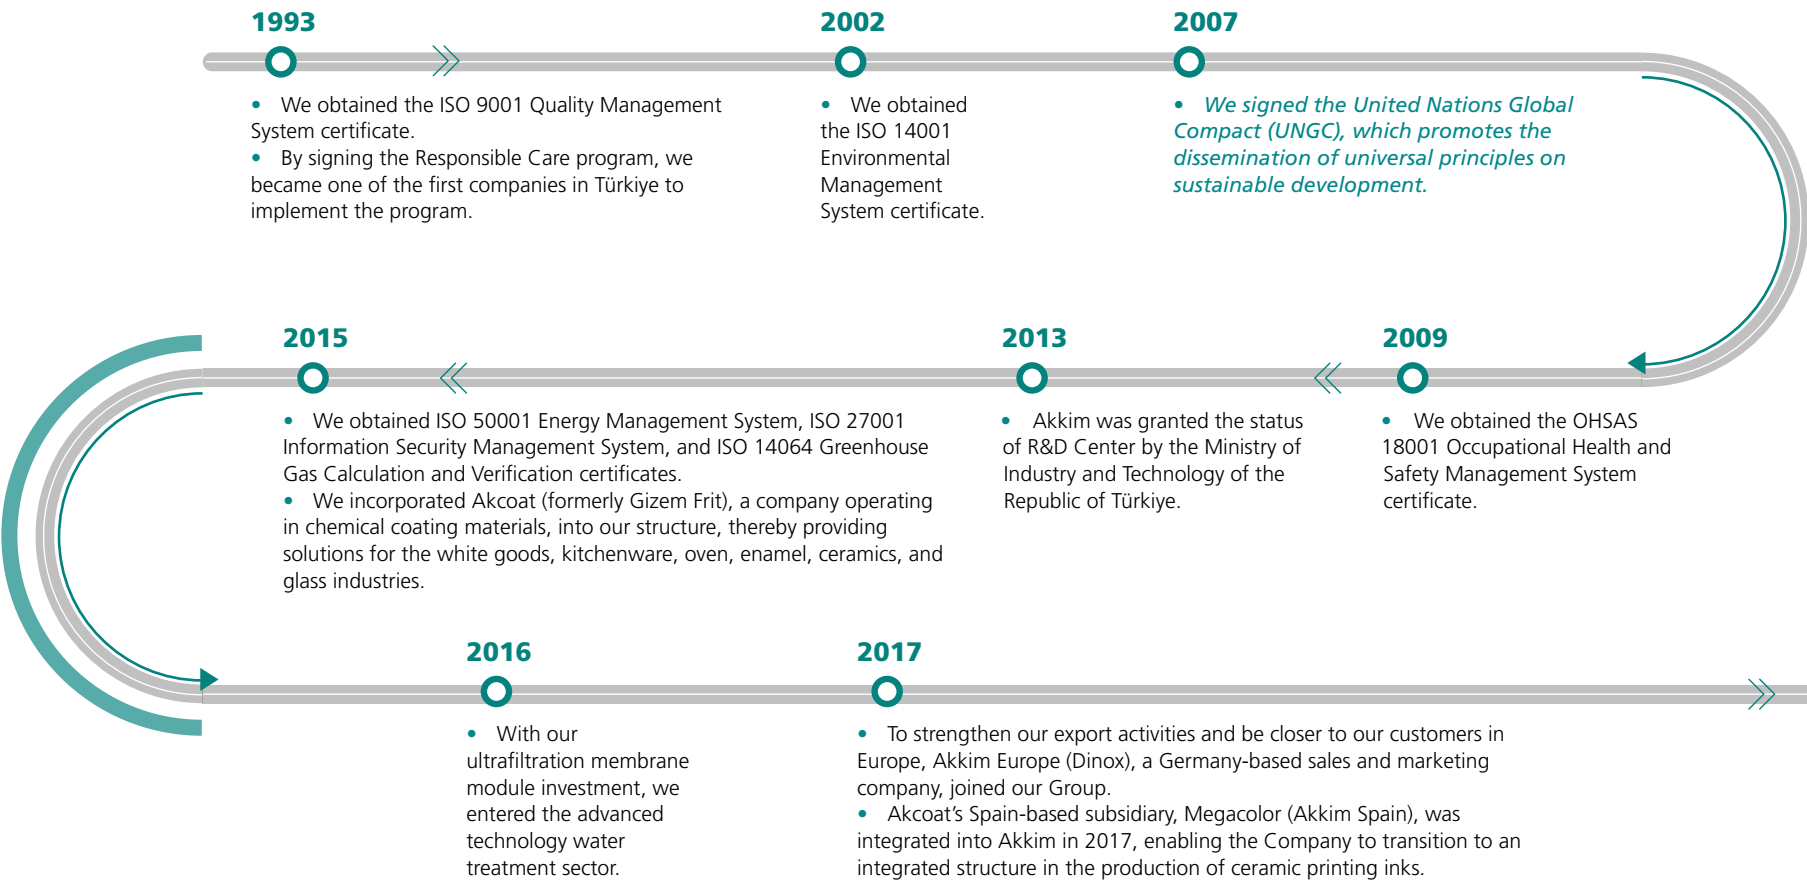 1993
• We obtained the ISO 9001 Quality Management
System certificate.
• By signing the Responsible Care program, we
became one of the first companies in Türkiye to
implement the program.
2002
• We obtained
the ISO 14001
Environmental
Management
System certificate.
2007
• We signed the United Nations Global
Compact (UNGC), which promotes the
dissemination of universal principles on
sustainable development.
2009
• We obtained the OHSAS
18001 Occupational Health and
Safety Management System
certificate.
2013
• Akkim was granted the status
of R&D Center by the Ministry of
Industry and Technology of the
Republic of Türkiye.
2015
• We obtained ISO 50001 Energy Management System, ISO 27001
Information Security Management System, and ISO 14064 Greenhouse
Gas Calculation and Verification certificates.
• We incorporated Akcoat (formerly Gizem Frit), a company operating
in chemical coating materials, into our structure, thereby providing
solutions for the white goods, kitchenware, oven, enamel, ceramics, and
glass industries.
2016
• With our
ultrafiltration membrane
module investment, we
entered the advanced
technology water
treatment sector.
2017
• To strengthen our export activities and be closer to our customers in
Europe, Akkim Europe (Dinox), a Germany-based sales and marketing
company, joined our Group.
• Akcoat’s Spain-based subsidiary, Megacolor (Akkim Spain), was
integrated into Akkim in 2017, enabling the Company to transition to an
integrated structure in the production of ceramic printing inks.